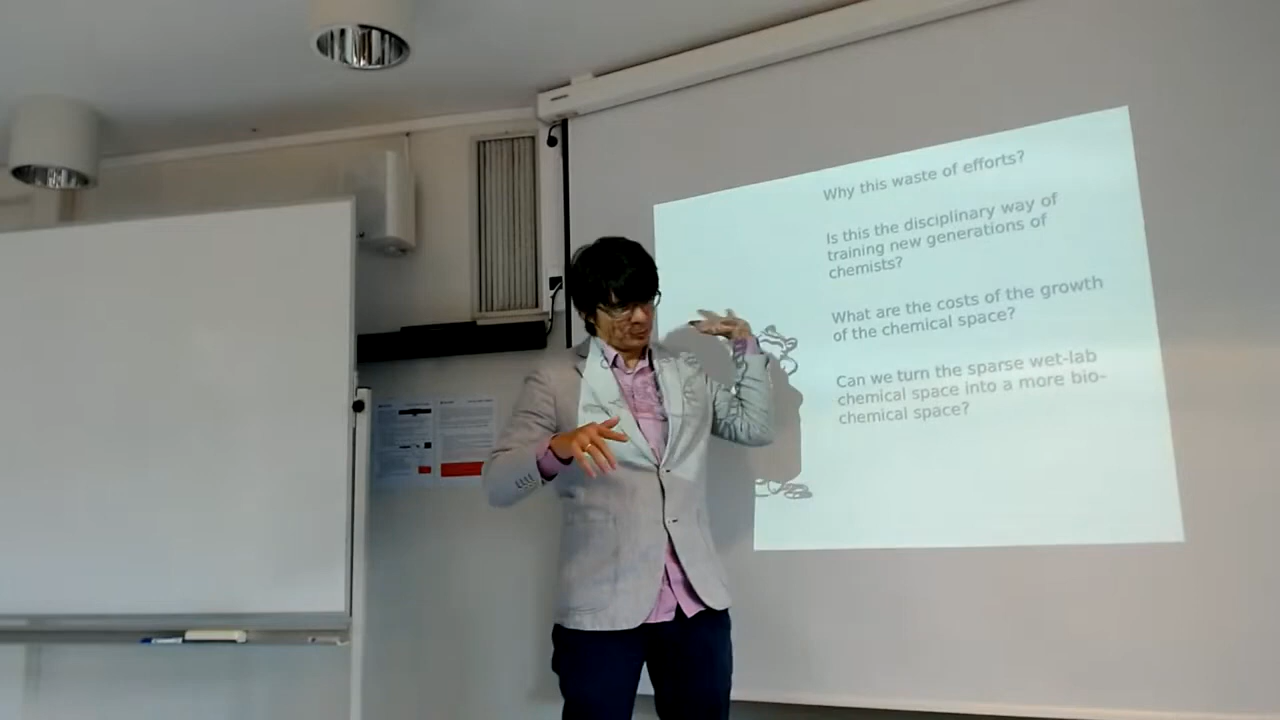 Why this waste of efforts?
Is this the disciplinary way of
training new generations of
chemists?
What are the costs of the growth
of the chemical space?
Can we turn the sparse wet-lab
chemical space into a more bio-
chemical space?